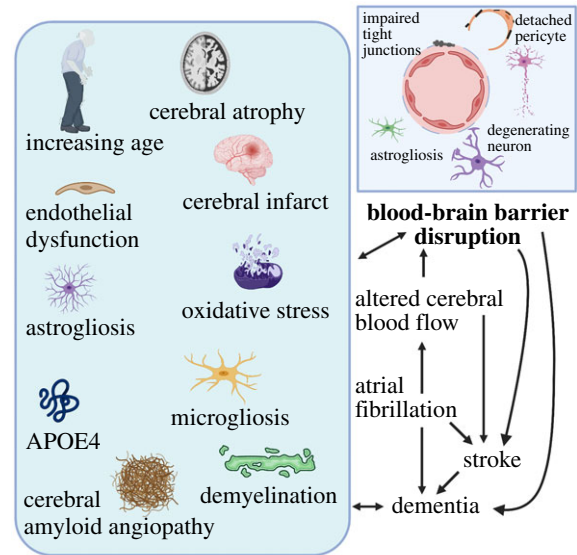 increasing age
cerebral atrophy
endothelial
dysfunction
cerebral infarct
astrogliosis
oxidative stress
APOE4
microgliosis
cerebral
amyloid angiopathy
demyelination
impaired
tight
junctions
detached
pericyte
astrogliosis
degenerating
neuron
blood-brain barrier
disruption
altered cerebral
blood flow
atrial
fibrillation
stroke
dementia